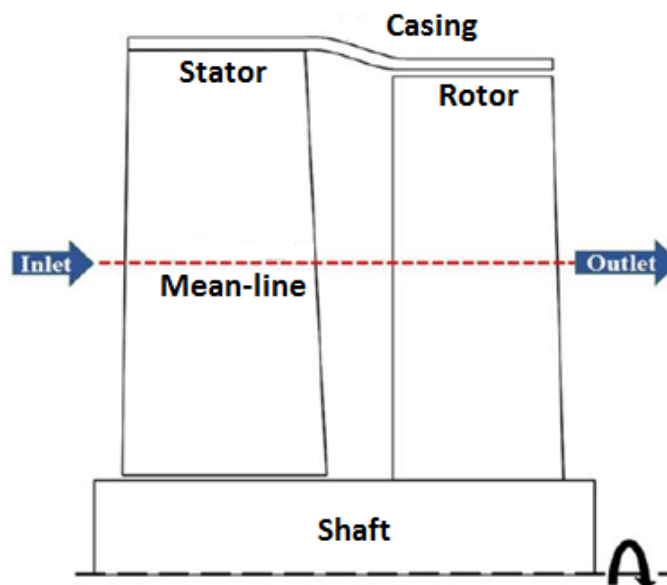 Casing
Stator
Rotor
Inlet
Outlet
Mean-line
Shaft